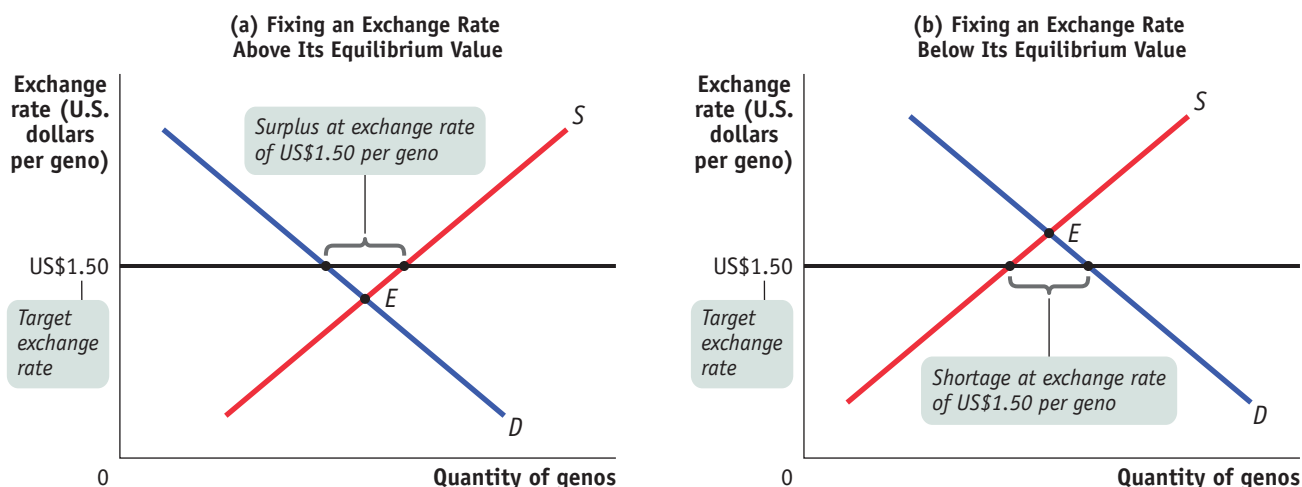 (a) Fixing an Exchange Rate
Above Its Equilibrium Value
Exchange
rate (U.S.
dollars
per geno)
Surplus at exchange rate
of US$1.50 per geno
S
US$1.50
E
Target
exchange
rate
D
0
Quantity of genos
(b) Fixing an Exchange Rate
Below Its Equilibrium Value
Exchange
rate (U.S.
dollars
per geno)
S
E
US$1.50
Target
exchange
rate
Shortage at exchange rate
of US$1.50 per geno
D
0
Quantity of genos